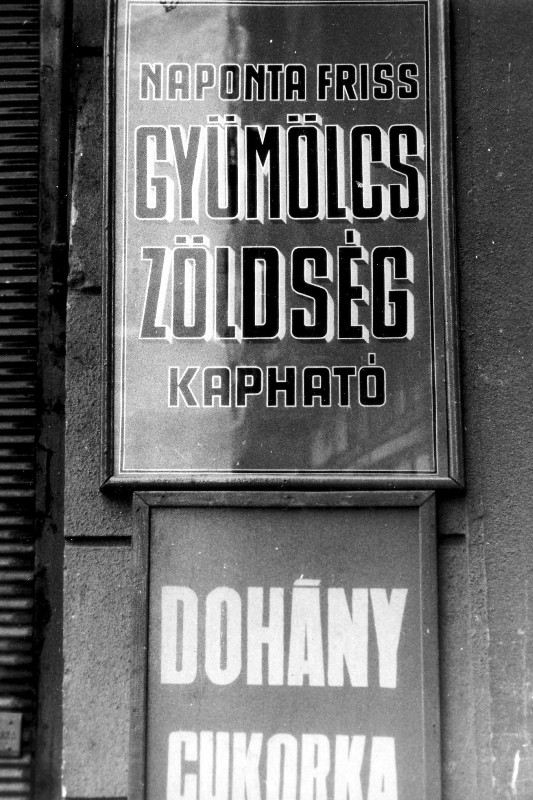 NAPONTA FRISS
GYÜMÖLCS
ZÖLDSÉG
KAPHATÓ
DOHÁNY
CUKORKA